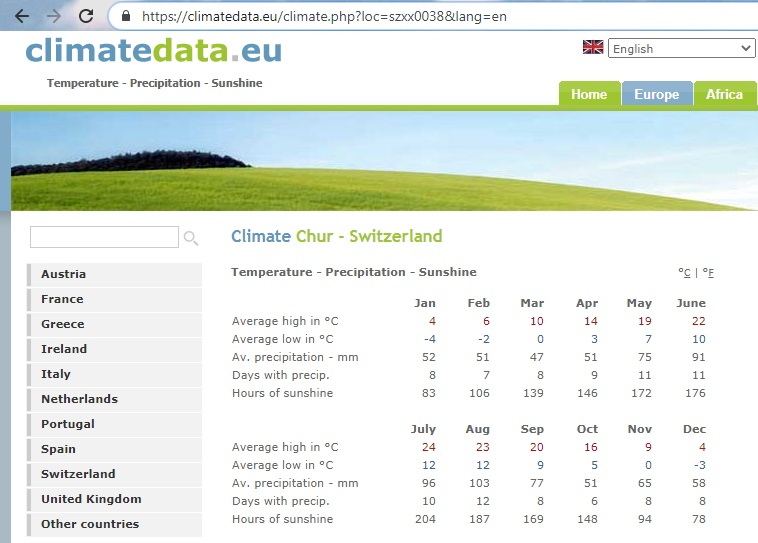 https://climatedata.eu/climate.php?loc=szxx0038&lang=en
climatedata.eu
English
Temperature - Precipitation - Sunshine
Home Europe Africa
Climate Chur - Switzerland
Temperature - Precipitation - Sunshine °C | °F
Austria
France
Greece
Ireland
Italy
Netherlands
Portugal
Spain
Switzerland
United Kingdom
Other countries
Jan Feb Mar Apr May June
Average high in °C 4 6 10 14 19 22
Average low in °C -4 -2 0 3 7 10
Av. precipitation - mm 52 51 47 51 75 91
Days with precip. 8 7 8 9 11 11
Hours of sunshine 83 106 139 146 172 176
July Aug Sep Oct Nov Dec
Average high in °C 24 23 20 16 9 4
Average low in °C 12 12 9 5 0 -3
Av. precipitation - mm 96 103 77 51 65 58
Days with precip. 10 12 8 6 8 8
Hours of sunshine 204 187 169 148 94 78